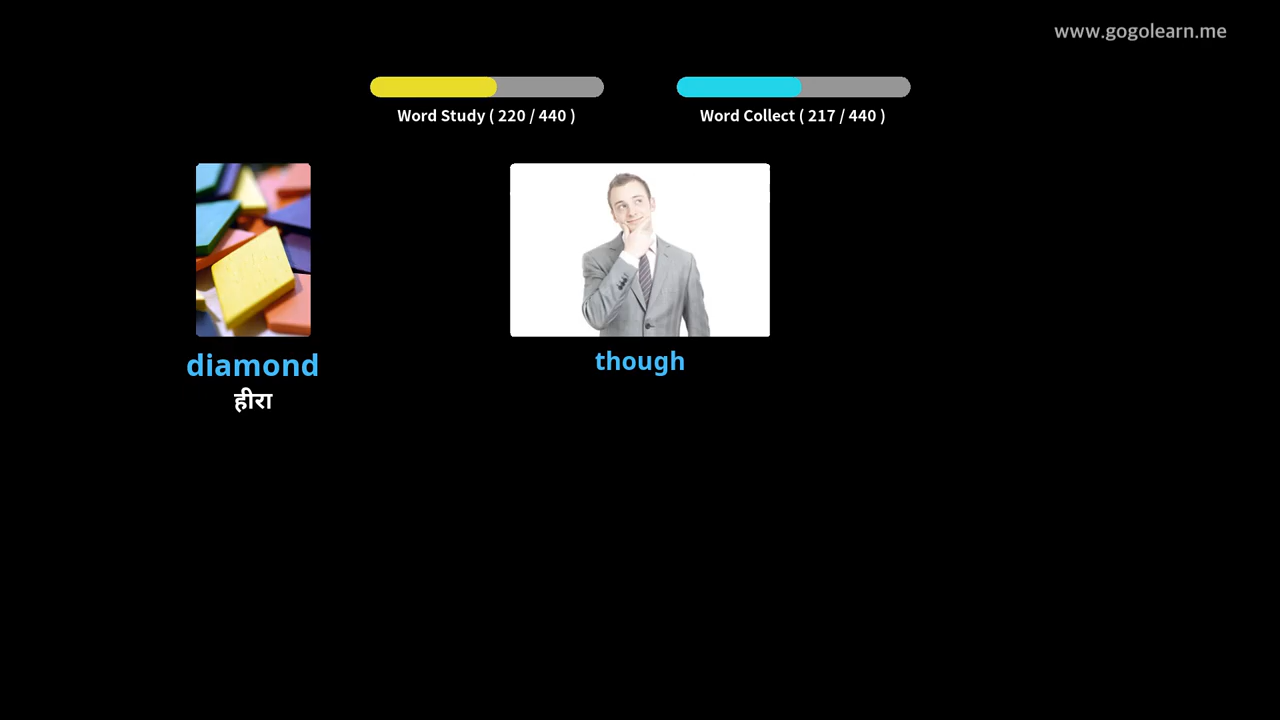 www.gogolearn.me
Word Study ( 220 / 440 )
Word Collect ( 217 / 440 )
diamond
हीरा
though